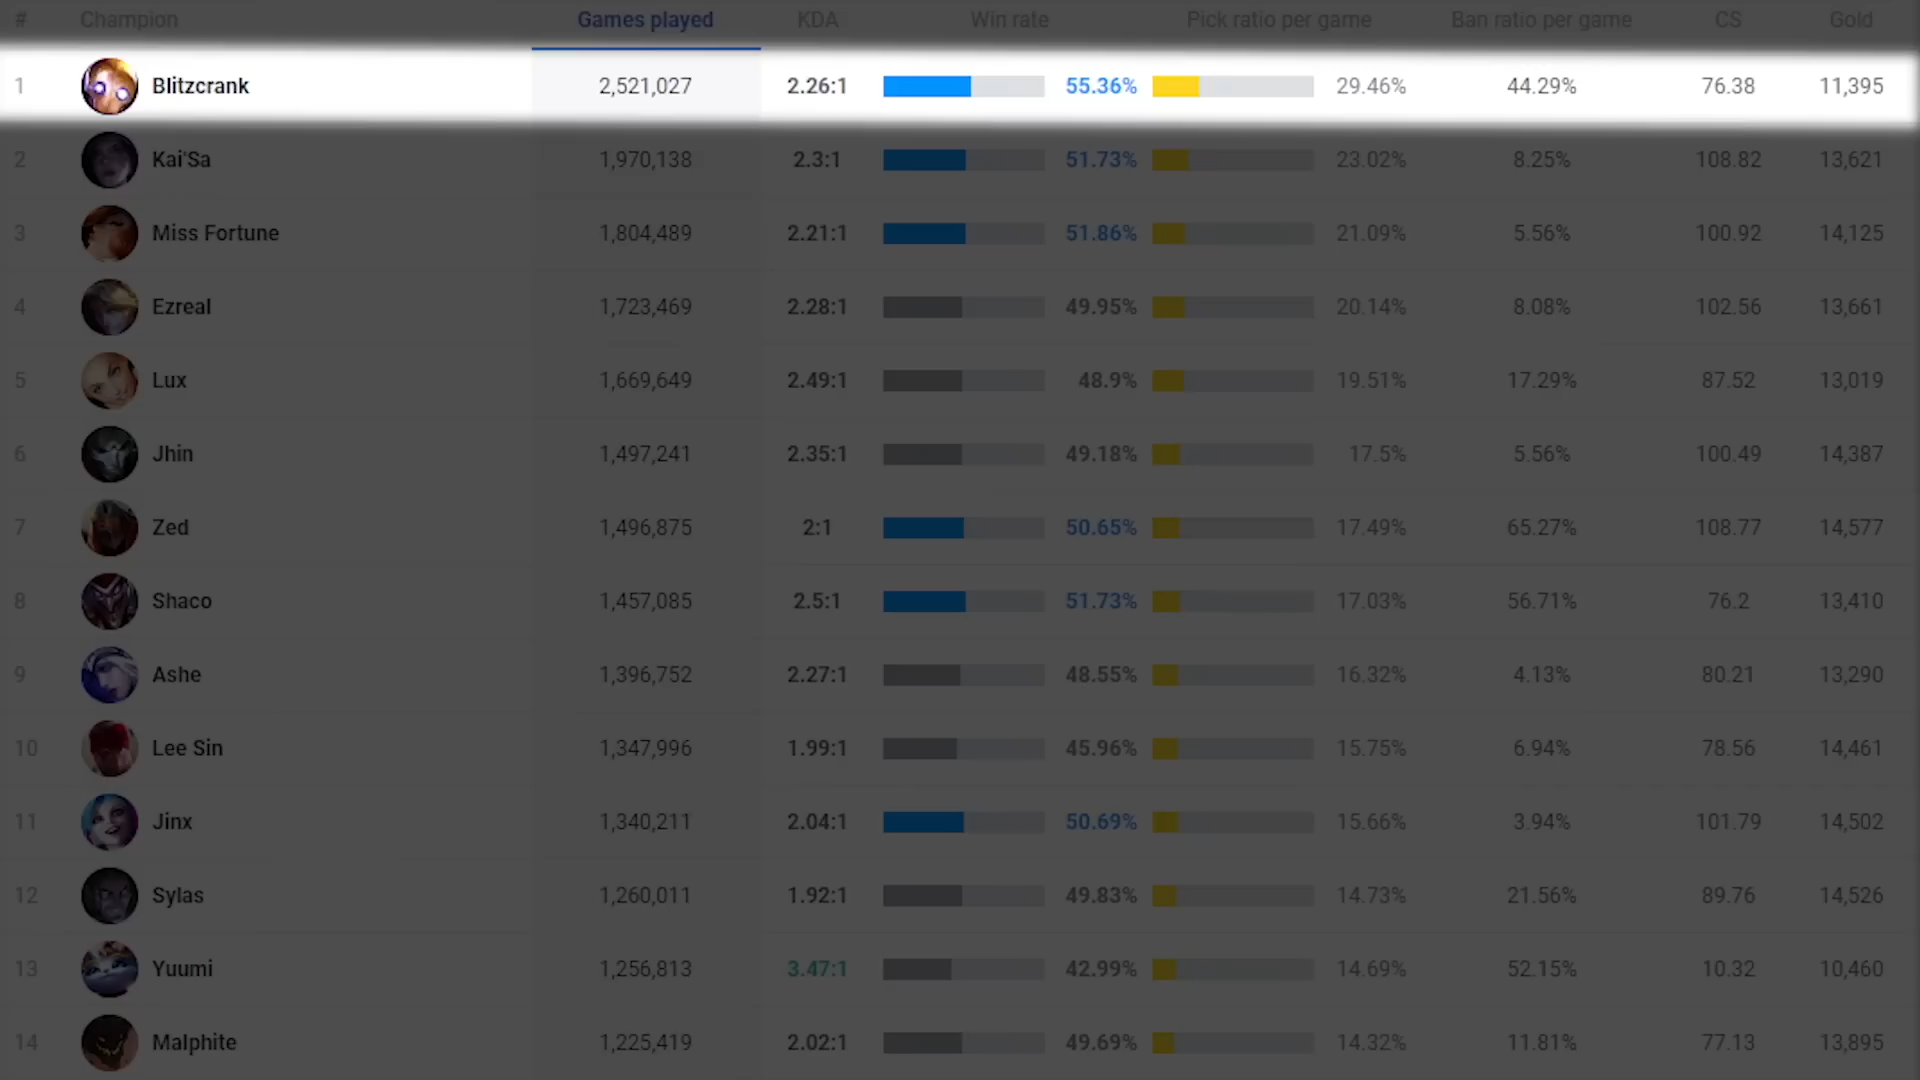 # Champion Games played KDA Win rate Pick ratio per game Ban ratio per game CS Gold
1 Blitzcrank 2,521,027 2.26:1 55.36% 29.46% 44.29% 76.38 11,395
2 Kai'Sa 1,970,138 2.3:1 51.73% 23.02% 8.25% 108.82 13,621
3 Miss Fortune 1,804,489 2.21:1 51.86% 21.09% 5.56% 100.92 14,125
4 Ezreal 1,723,469 2.28:1 49.95% 20.14% 8.08% 102.56 13,661
5 Lux 1,669,649 2.49:1 48.9% 19.51% 17.29% 87.52 13,019
6 Jhin 1,497,241 2.35:1 49.18% 17.5% 5.56% 100.49 14,387
7 Zed 1,496,875 2:1 50.65% 17.49% 65.27% 108.77 14,577
8 Shaco 1,457,085 2.5:1 51.73% 17.03% 56.71% 76.2 13,410
9 Ashe 1,396,752 2.27:1 48.55% 16.32% 4.13% 80.21 13,290
10 Lee Sin 1,347,996 1.99:1 45.96% 15.75% 6.94% 78.56 14,461
11 Jinx 1,340,211 2.04:1 50.69% 15.66% 3.94% 101.79 14,502
12 Sylas 1,260,011 1.92:1 49.83% 14.73% 21.56% 89.76 14,526
13 Yuumi 1,256,813 3.47:1 42.99% 14.69% 52.15% 10.32 10,460
14 Malphite 1,225,419 2.02:1 49.69% 14.32% 11.81% 77.13 13,895